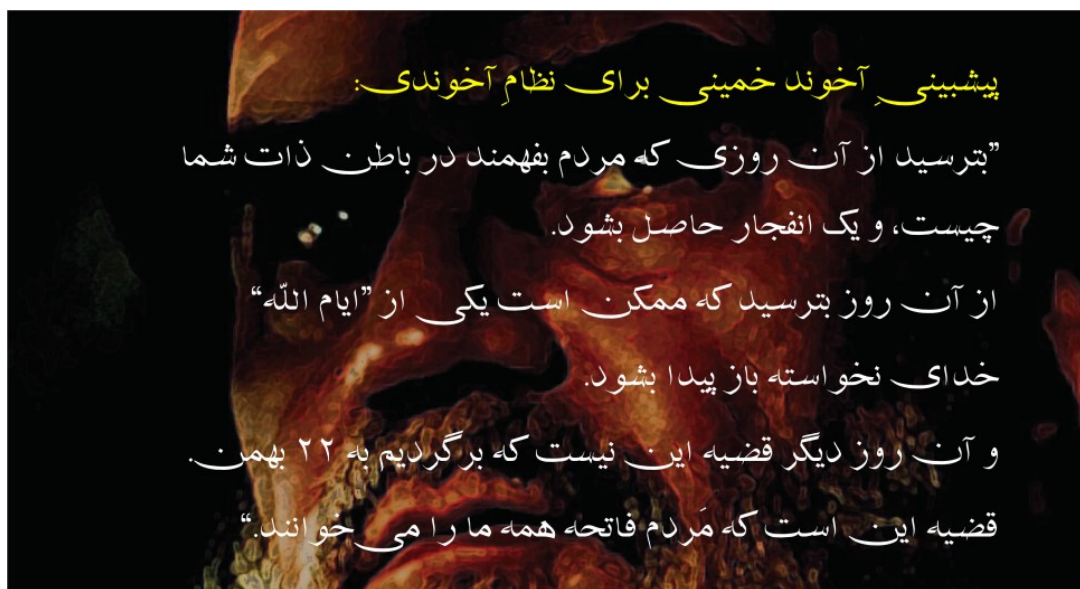 پیشبینیِ آخوند خمینی برای نظامِ آخوندی:
”بترسید از آن روزی که مردم بفهمند در باطن ذات شما
چیست، و یک انفجار حاصل بشود.
از آن روز بترسید که ممکن است یکی از ”ایام اللّه“
خدای نخواسته باز پیدا بشود.
و آن روز دیگر قضیه این نیست که برگردیم به ۲۲ بهمن.
قضیه این است که مَردم فاتحه همه ما را می خوانند.“